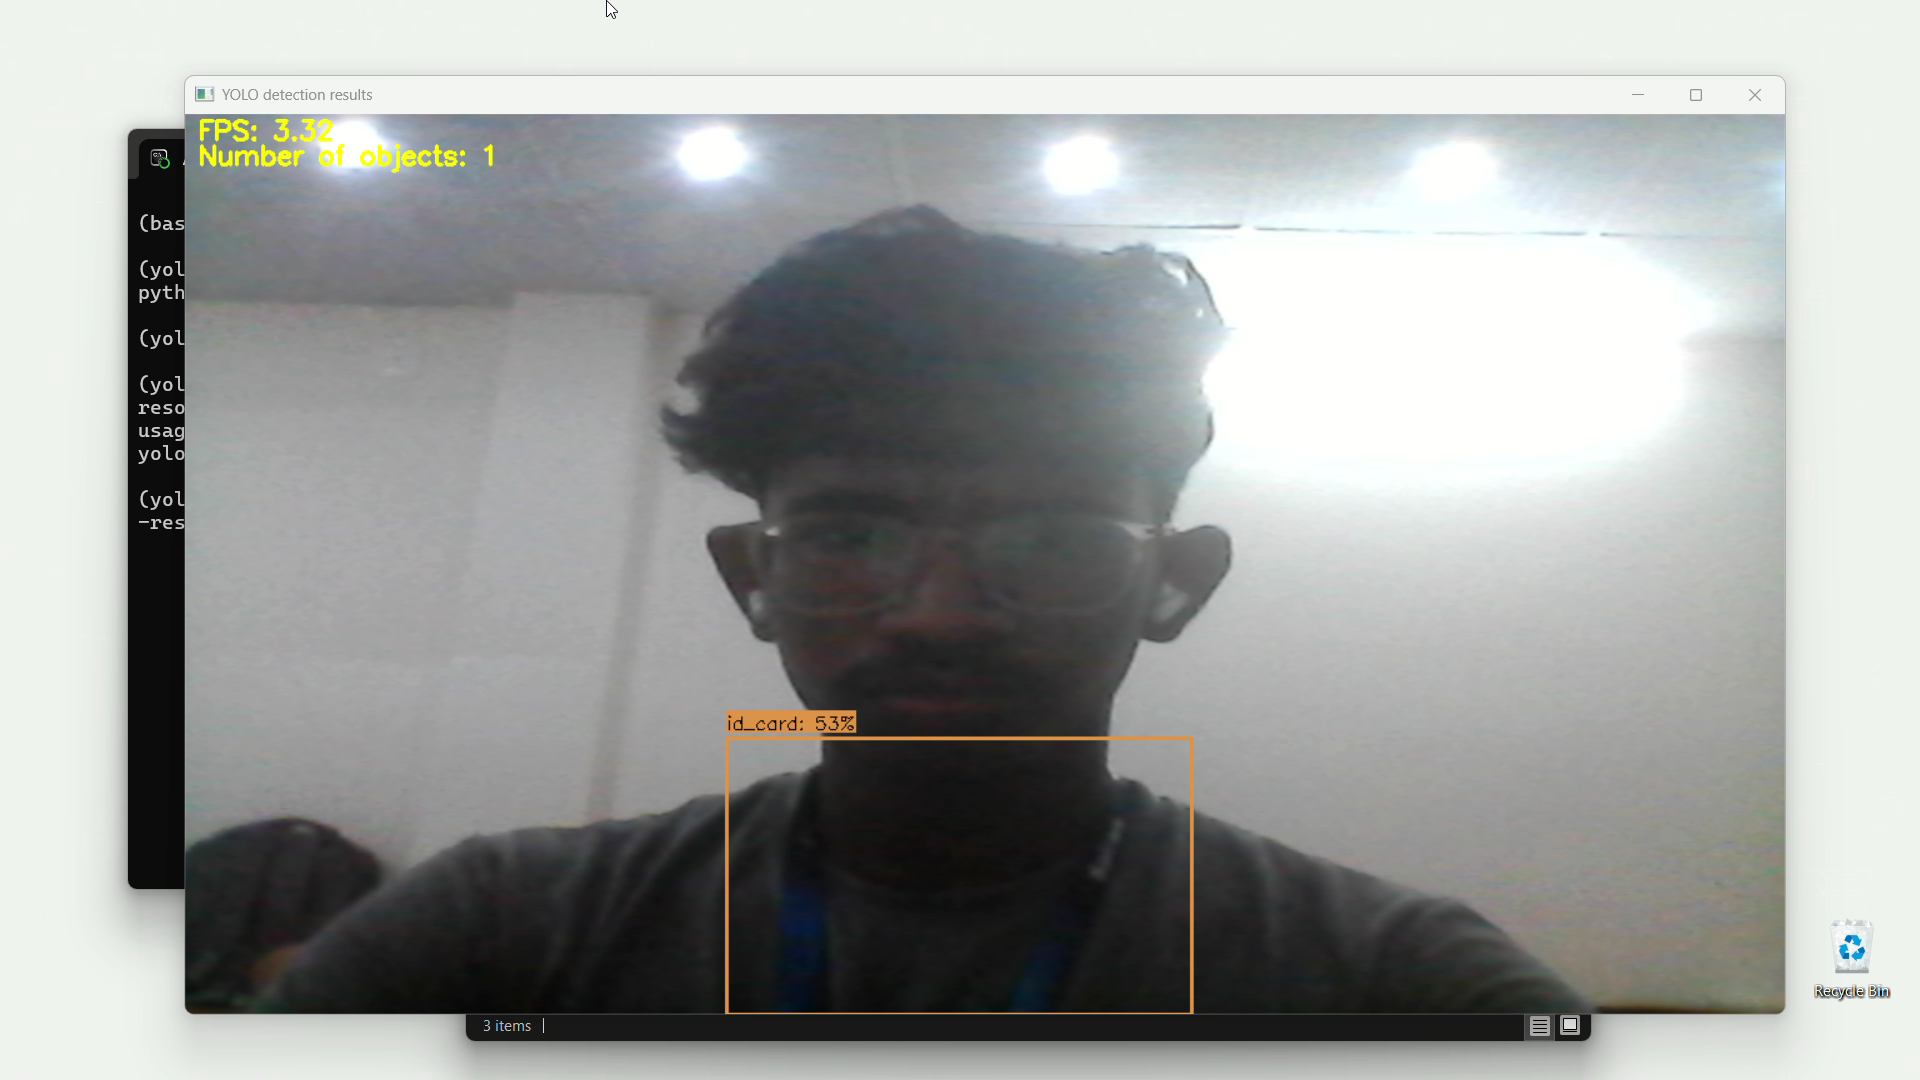 YOLO detection results
FPS: 3.32
Number of objects: 1
(bas
(yol
pyth
(yol
(yol
reso
usag
yolo
(yol
-res
id_card: 53%
Recycle Bin
3 items